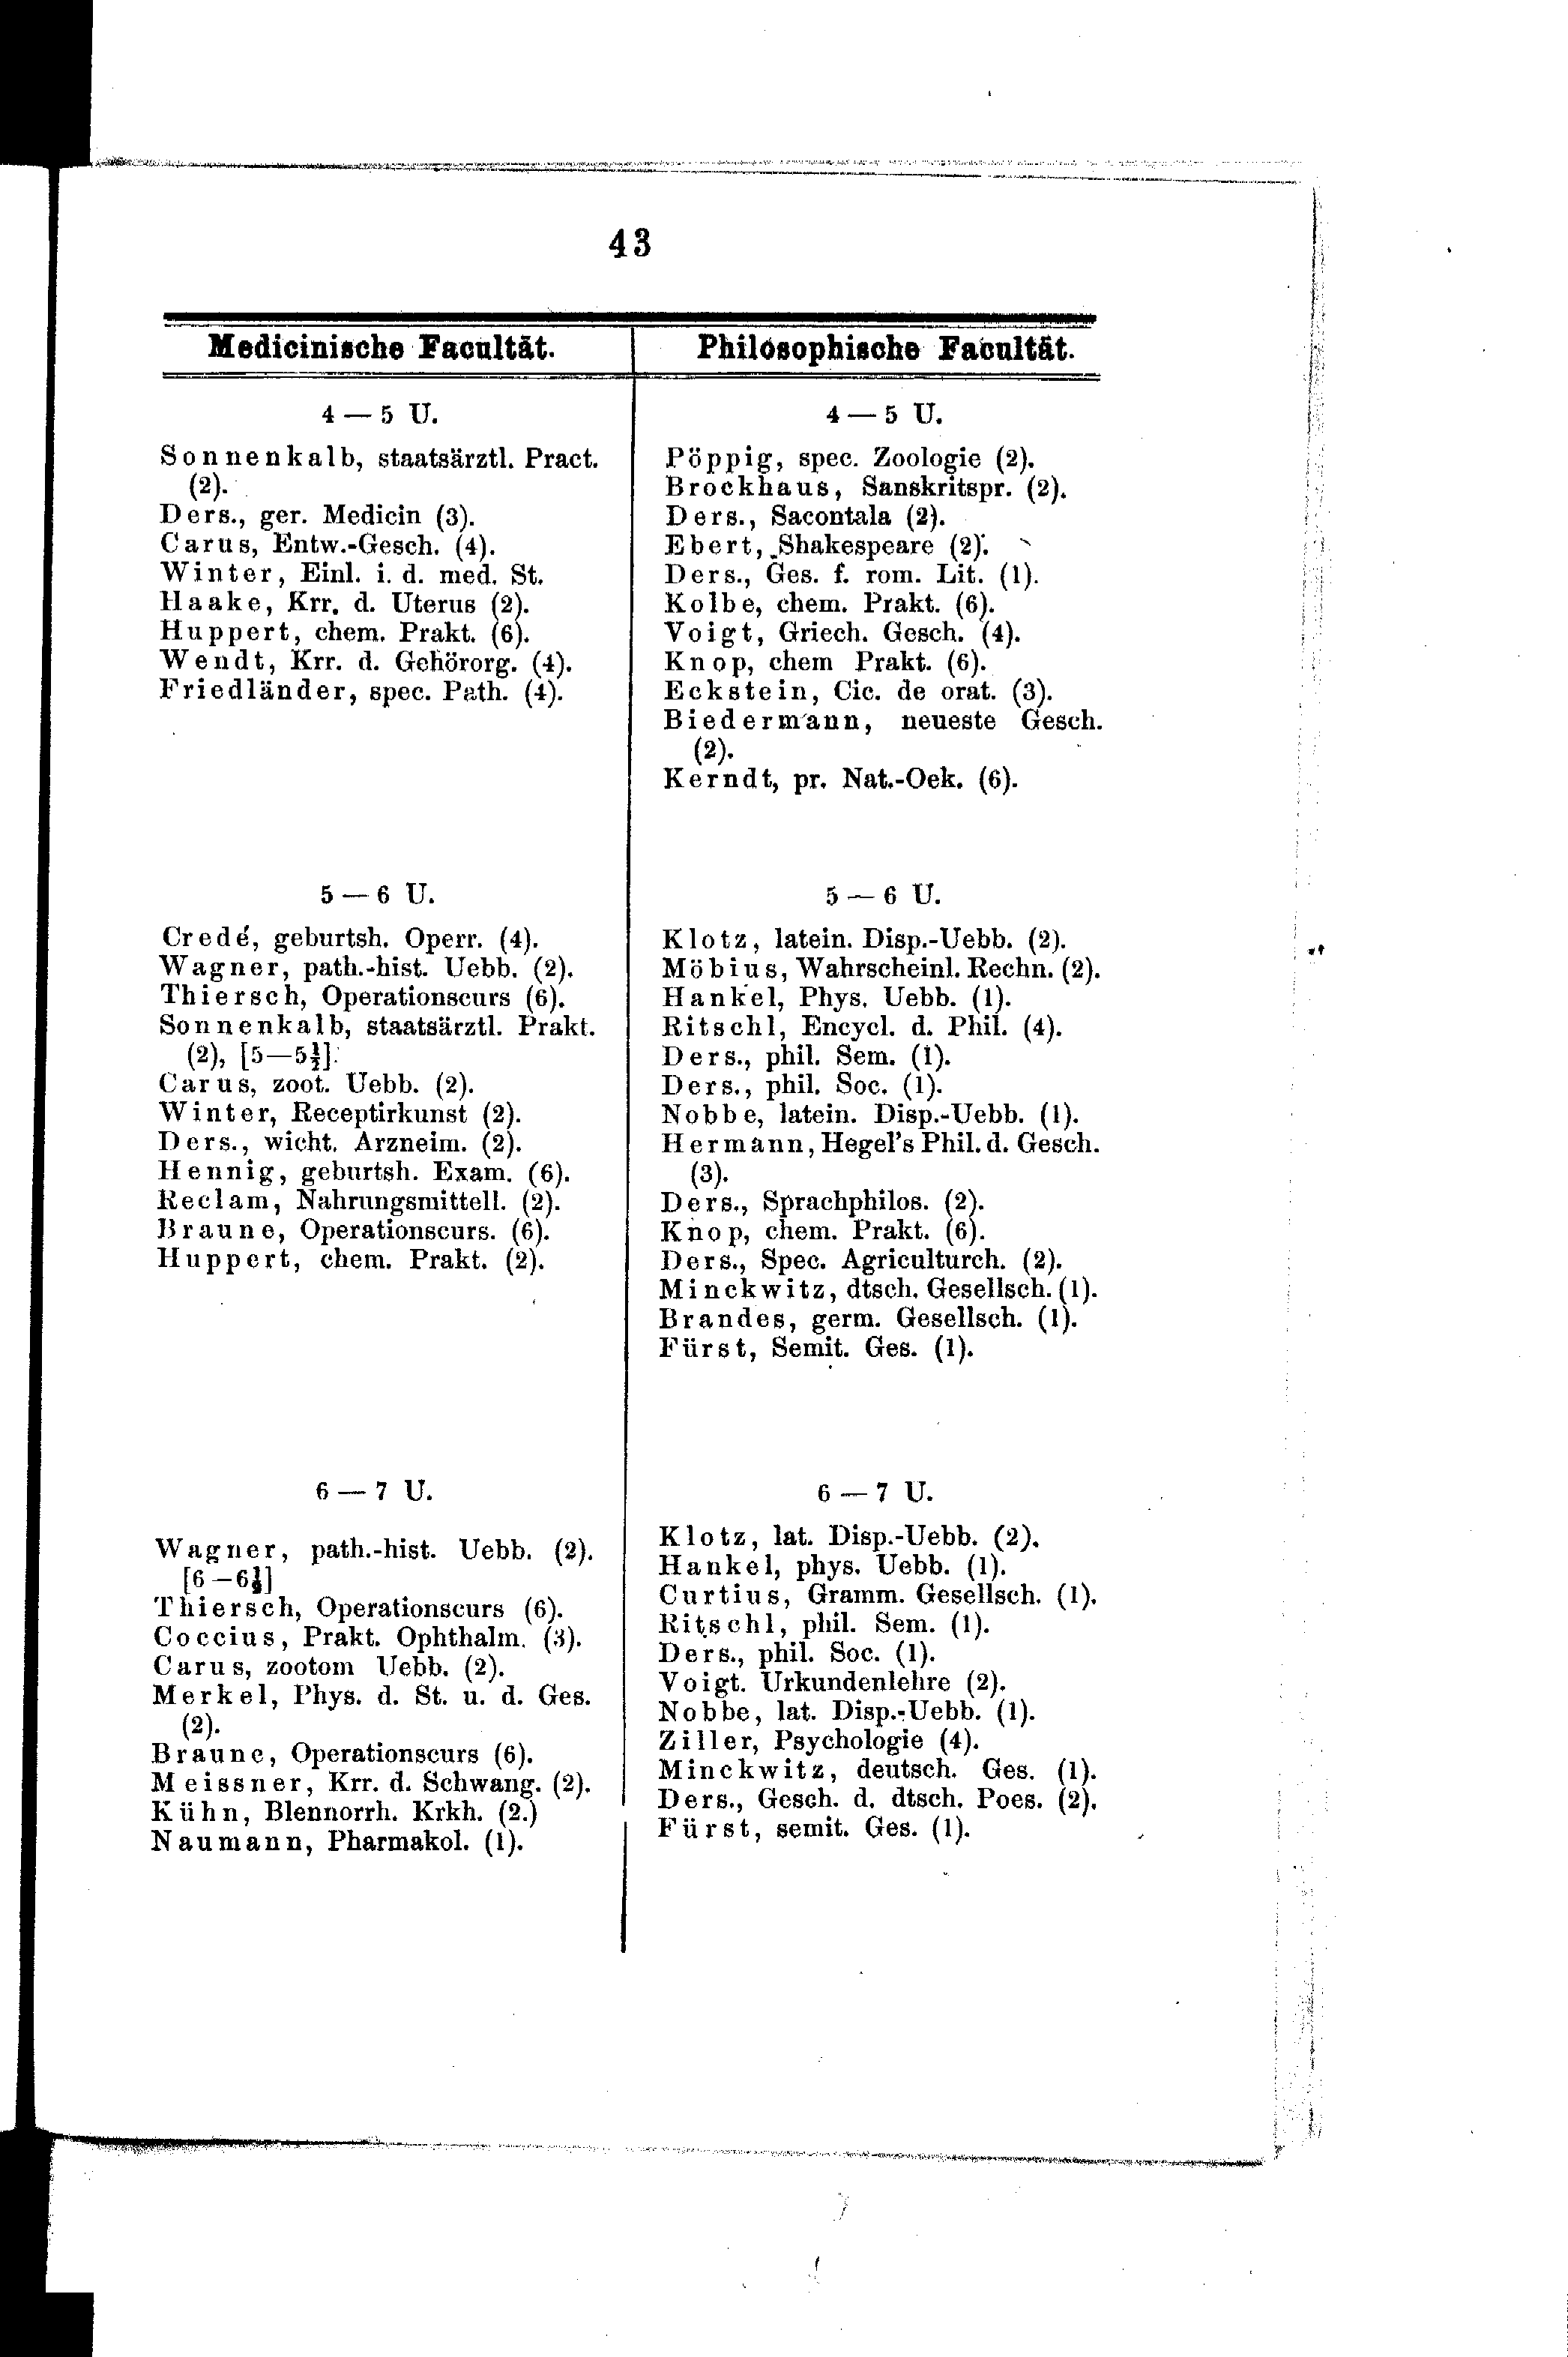 43
Medicinische Facultät.
4 — 5 U.
Sonnenkalb, staatsärztl. Pract.
(2).
Ders., ger. Medicin (3).
Carus, Entw.-Gesch. (4).
Winter, Einl. i. d. med. St.
Haake, Krr. d. Uterus (2).
Huppert, chem. Prakt. (6).
Wendt, Krr. d. Gehörorg. (4).
Friedländer, spec. Path. (4).
5 — 6 U.
Credé, geburtsh. Operr. (4).
Wagner, path.-hist. Uebb. (2).
Thiersch, Operationscurs (6).
Sonnenkalb, staatsärztl. Prakt.
(2), [5—5½].
Carus, zoot. Uebb. (2).
Winter, Receptirkunst (2).
Ders., wicht. Arzneim. (2).
Hennig, geburtsh. Exam. (6).
Reclam, Nahrungsmittell. (2).
Braune, Operationscurs. (6).
Huppert, chem. Prakt. (2).
6 — 7 U.
Wagner, path.-hist. Uebb. (2).
[6—6½]
Thiersch, Operationscurs (6).
Coccius, Prakt. Ophthalm. (3).
Carus, zootom Uebb. (2).
Merkel, Phys. d. St. u. d. Ges.
(2).
Braune, Operationscurs (6).
Meissner, Krr. d. Schwang. (2).
Kühn, Blennorrh. Krkh. (2.)
Naumann, Pharmakol. (1).
Philosophische Facultät.
4 — 5 U.
Pöppig, spec. Zoologie (2).
Brockhaus, Sanskritspr. (2).
Ders., Sacontala (2).
Ebert, Shakespeare (2).
Ders., Ges. f. rom. Lit. (1).
Kolbe, chem. Prakt. (6).
Voigt, Griech. Gesch. (4).
Knop, chem Prakt. (6).
Eckstein, Cic. de orat. (3).
Biedermann, neueste Gesch.
(2).
Kerndt, pr. Nat.-Oek. (6).
5 — 6 U.
Klotz, latein. Disp.-Uebb. (2).
Möbius, Wahrscheinl. Rechn. (2).
Hankel, Phys. Uebb. (1).
Ritschl, Encycl. d. Phil. (4).
Ders., phil. Sem. (1).
Ders., phil. Soc. (1).
Nobbe, latein. Disp.-Uebb. (1).
Hermann, Hegel's Phil. d. Gesch.
(3).
Ders., Sprachphilos. (2).
Knop, chem. Prakt. (6).
Ders., Spec. Agriculturch. (2).
Minckwitz, dtsch. Gesellsch. (1).
Brandes, germ. Gesellsch. (1).
Fürst, Semit. Ges. (1).
6 — 7 U.
Klotz, lat. Disp.-Uebb. (2).
Hankel, phys. Uebb. (1).
Curtius, Gramm. Gesellsch. (1).
Ritschl, phil. Sem. (1).
Ders., phil. Soc. (1).
Voigt. Urkundenlehre (2).
Nobbe, lat. Disp.-Uebb. (1).
Ziller, Psychologie (4).
Minckwitz, deutsch. Ges. (1).
Ders., Gesch. d. dtsch. Poes. (2).
Fürst, semit. Ges. (1).